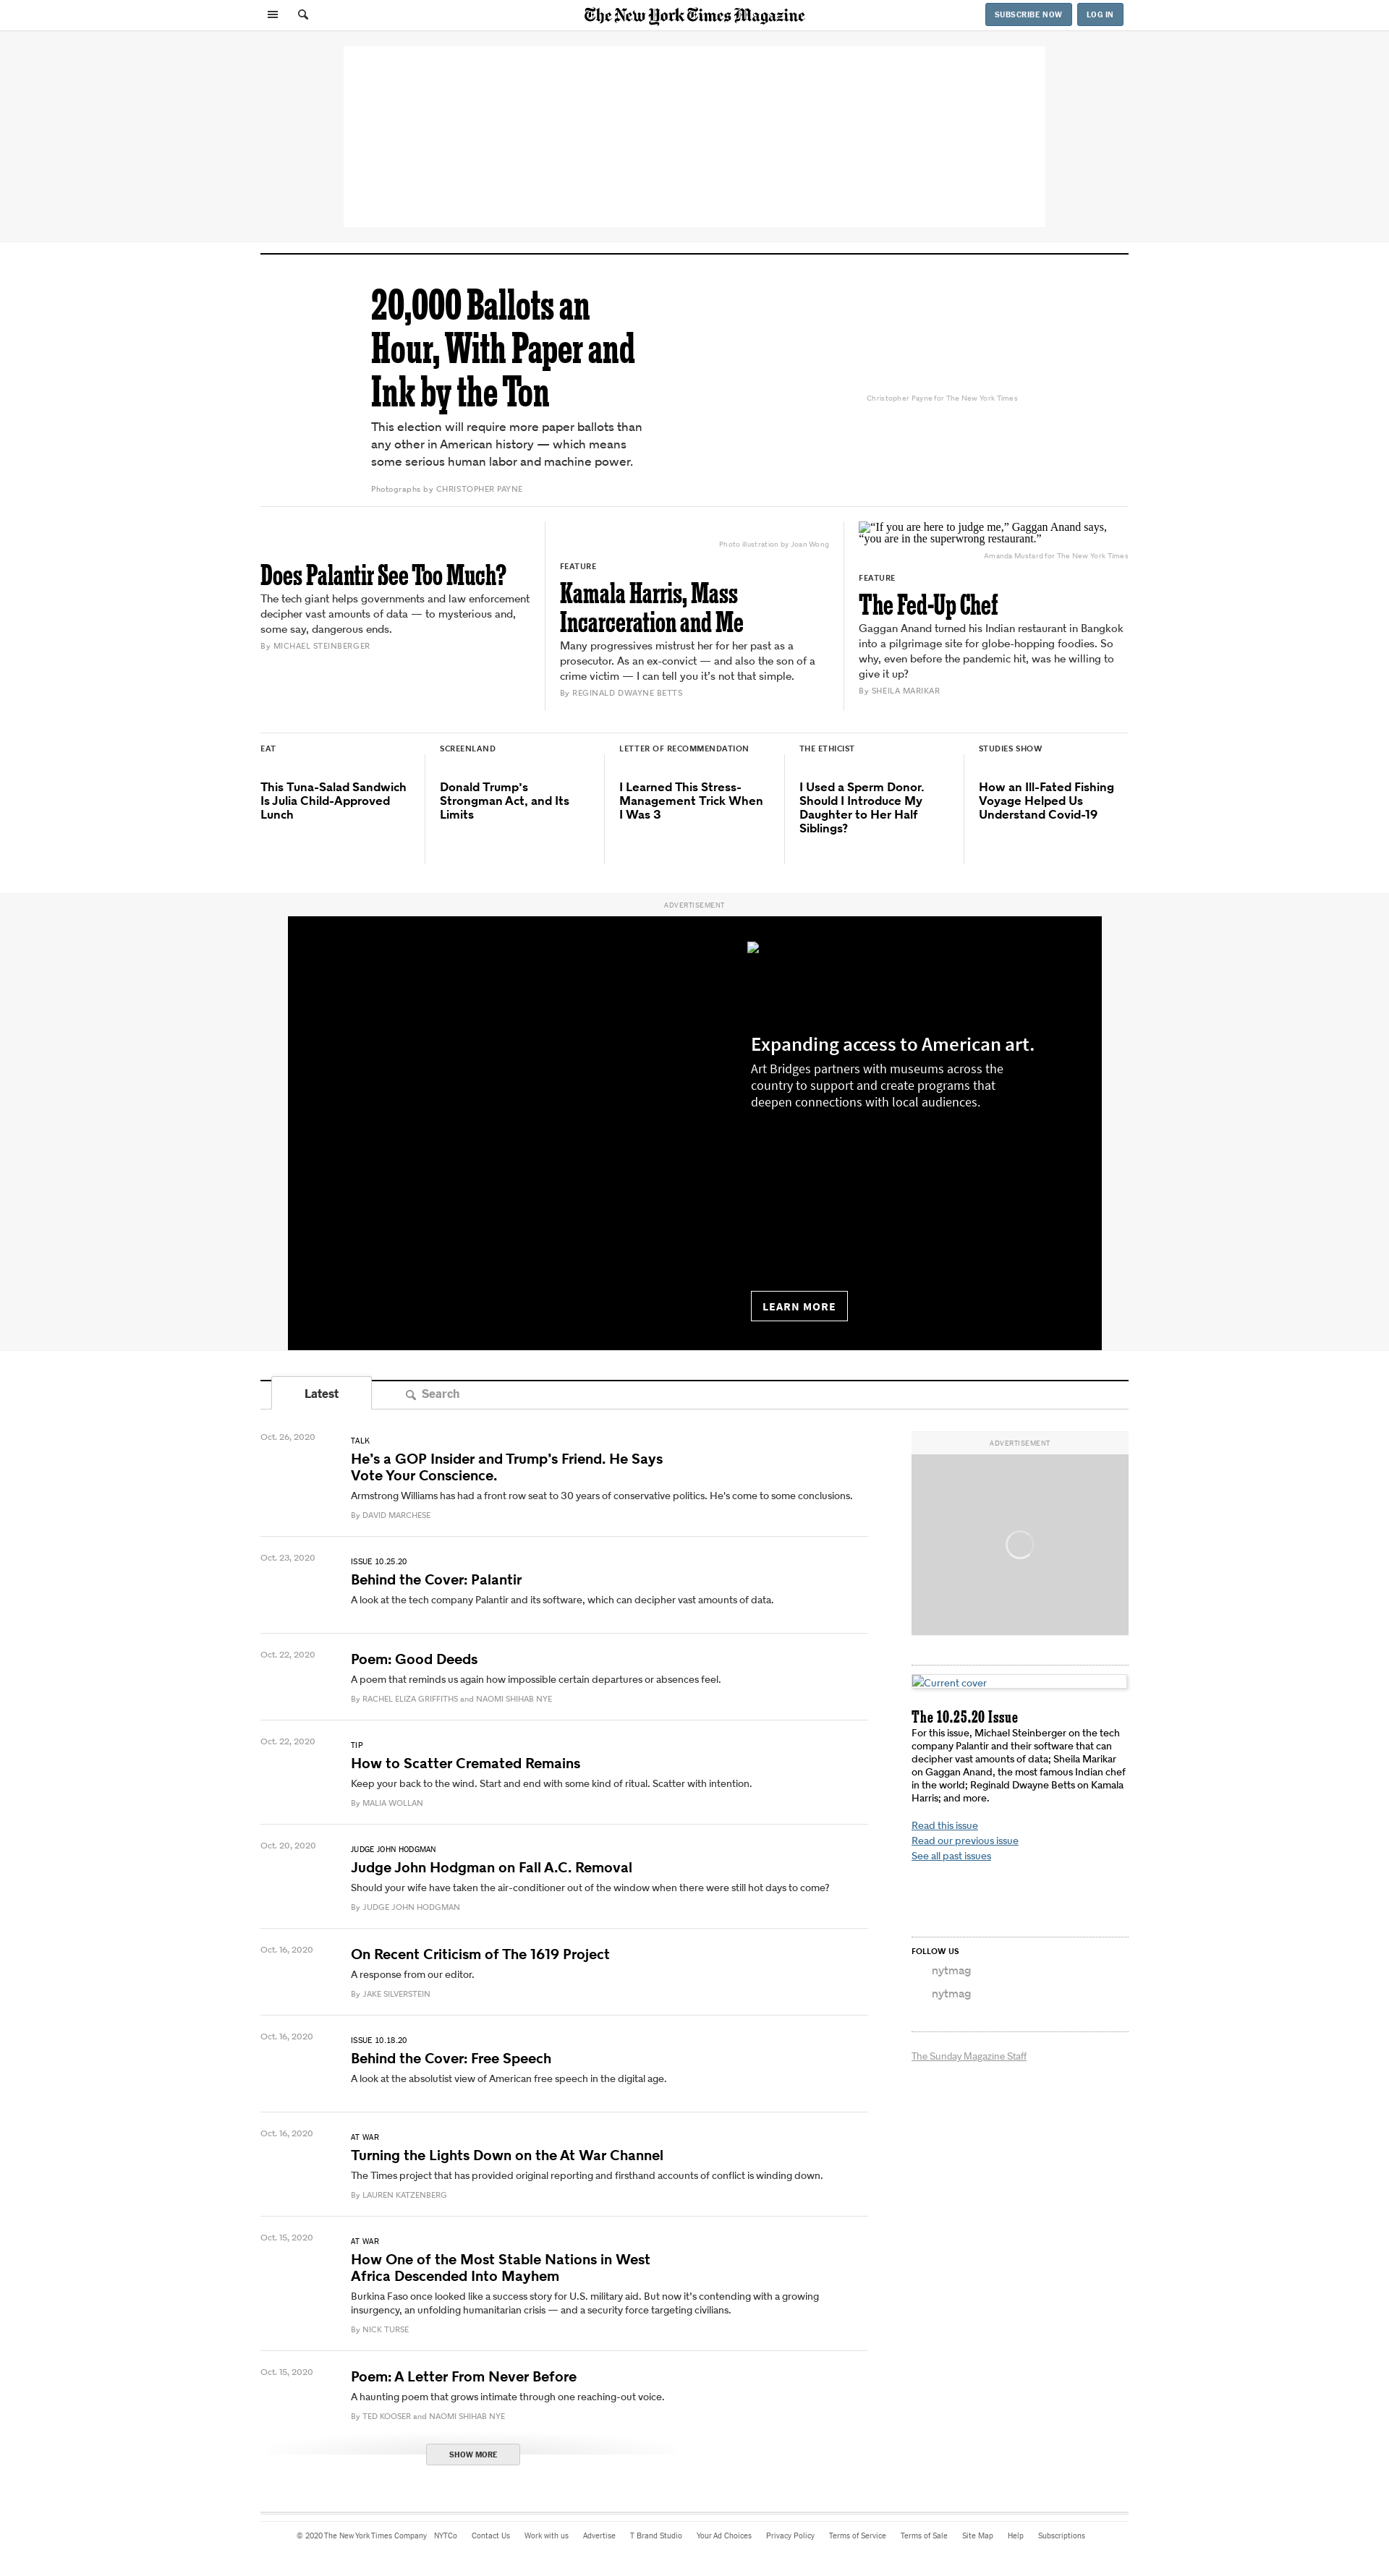 The New York Times Magazine
SUBSCRIBE NOW
LOG IN
20,000 Ballots an
Hour, With Paper and
Ink by the Ton
This election will require more paper ballots than
any other in American history — which means
some serious human labor and machine power.
Photographs by CHRISTOPHER PAYNE
Christopher Payne for The New York Times
Does Palantir See Too Much?
The tech giant helps governments and law enforcement
decipher vast amounts of data — to mysterious and,
some say, dangerous ends.
By MICHAEL STEINBERGER
Photo illustration by Joan Wong
FEATURE
Kamala Harris, Mass
Incarceration and Me
Many progressives mistrust her for her past as a
prosecutor. As an ex-convict — and also the son of a
crime victim — I can tell you it’s not that simple.
By REGINALD DWAYNE BETTS
“If you are here to judge me,” Gaggan Anand says,
“you are in the superwrong restaurant.”
Amanda Mustard for The New York Times
FEATURE
The Fed-Up Chef
Gaggan Anand turned his Indian restaurant in Bangkok
into a pilgrimage site for globe-hopping foodies. So
why, even before the pandemic hit, was he willing to
give it up?
By SHEILA MARIKAR
EAT
This Tuna-Salad Sandwich
Is Julia Child-Approved
Lunch
SCREENLAND
Donald Trump’s
Strongman Act, and Its
Limits
LETTER OF RECOMMENDATION
I Learned This Stress-
Management Trick When
I Was 3
THE ETHICIST
I Used a Sperm Donor.
Should I Introduce My
Daughter to Her Half
Siblings?
STUDIES SHOW
How an Ill-Fated Fishing
Voyage Helped Us
Understand Covid-19
ADVERTISEMENT
Expanding access to American art.
Art Bridges partners with museums across the
country to support and create programs that
deepen connections with local audiences.
LEARN MORE
Latest
Search
Oct. 26, 2020
TALK
He’s a GOP Insider and Trump’s Friend. He Says
Vote Your Conscience.
Armstrong Williams has had a front row seat to 30 years of conservative politics. He's come to some conclusions.
By DAVID MARCHESE
Oct. 23, 2020
ISSUE 10.25.20
Behind the Cover: Palantir
A look at the tech company Palantir and its software, which can decipher vast amounts of data.
Oct. 22, 2020
Poem: Good Deeds
A poem that reminds us again how impossible certain departures or absences feel.
By RACHEL ELIZA GRIFFITHS and NAOMI SHIHAB NYE
Oct. 22, 2020
TIP
How to Scatter Cremated Remains
Keep your back to the wind. Start and end with some kind of ritual. Scatter with intention.
By MALIA WOLLAN
Oct. 20, 2020
JUDGE JOHN HODGMAN
Judge John Hodgman on Fall A.C. Removal
Should your wife have taken the air-conditioner out of the window when there were still hot days to come?
By JUDGE JOHN HODGMAN
Oct. 16, 2020
On Recent Criticism of The 1619 Project
A response from our editor.
By JAKE SILVERSTEIN
Oct. 16, 2020
ISSUE 10.18.20
Behind the Cover: Free Speech
A look at the absolutist view of American free speech in the digital age.
Oct. 16, 2020
AT WAR
Turning the Lights Down on the At War Channel
The Times project that has provided original reporting and firsthand accounts of conflict is winding down.
By LAUREN KATZENBERG
Oct. 15, 2020
AT WAR
How One of the Most Stable Nations in West
Africa Descended Into Mayhem
Burkina Faso once looked like a success story for U.S. military aid. But now it’s contending with a growing
insurgency, an unfolding humanitarian crisis — and a security force targeting civilians.
By NICK TURSE
Oct. 15, 2020
Poem: A Letter From Never Before
A haunting poem that grows intimate through one reaching-out voice.
By TED KOOSER and NAOMI SHIHAB NYE
SHOW MORE
ADVERTISEMENT
Current cover
The 10.25.20 Issue
For this issue, Michael Steinberger on the tech
company Palantir and their software that can
decipher vast amounts of data; Sheila Marikar
on Gaggan Anand, the most famous Indian chef
in the world; Reginald Dwayne Betts on Kamala
Harris; and more.
Read this issue
Read our previous issue
See all past issues
FOLLOW US
nytmag
nytmag
The Sunday Magazine Staff
© 2020 The New York Times Company NYTCo Contact Us Work with us Advertise T Brand Studio Your Ad Choices Privacy Policy Terms of Service Terms of Sale Site Map Help Subscriptions